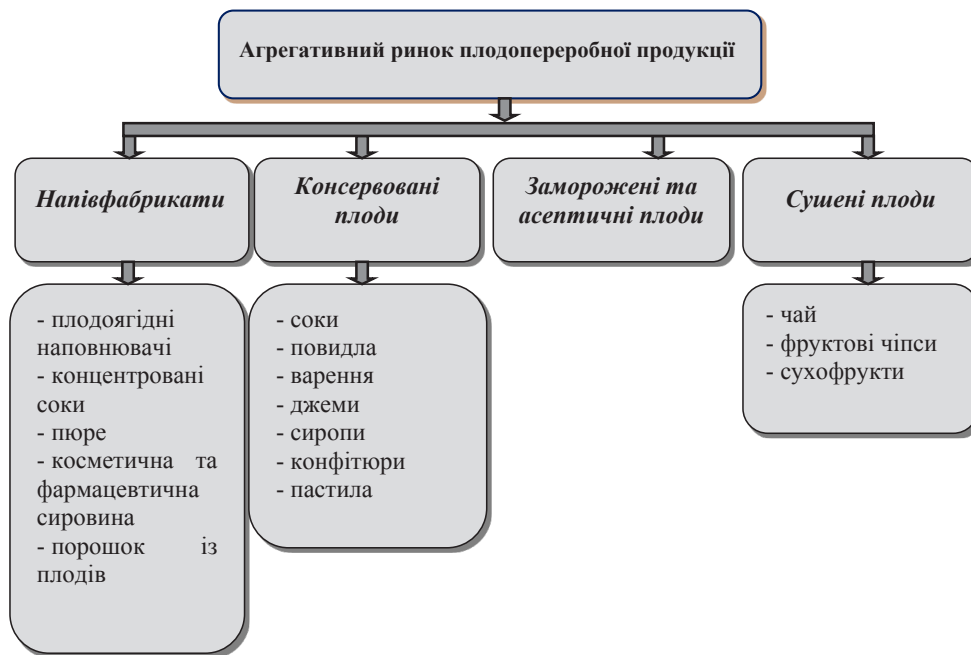 Агрегативний ринок плодопереробної продукції
Напівфабрикати
Консервовані
плоди
Заморожені та
асептичні плоди
Сушені плоди
- плодоягідні
наповнювачі
- концентровані
соки
- пюре
- косметична та
фармацевтична
сировина
- порошок із
плодів
- соки
- повидла
- варення
- джеми
- сиропи
- конфітюри
- пастила
- чай
- фруктові чіпси
- сухофрукти